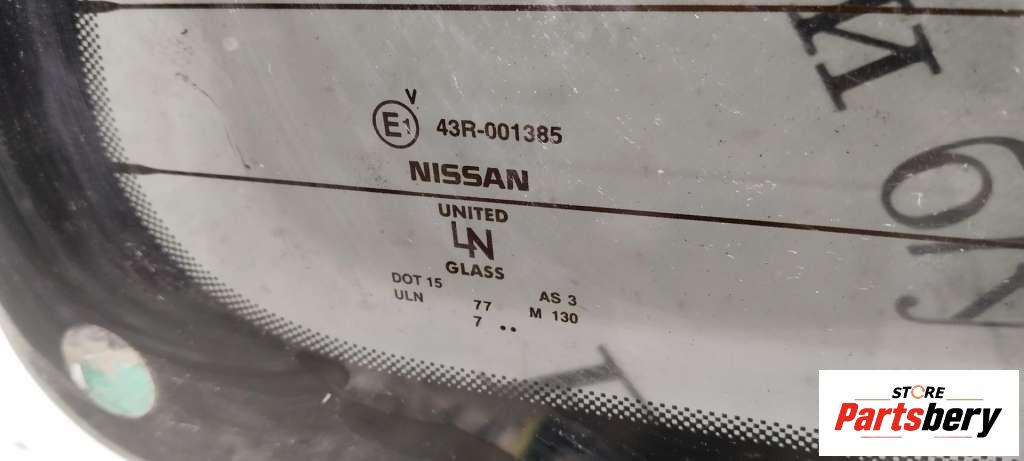 V
E1 43R-001385
NISSAN
UNITED
LN
GLASS
DOT 15 AS 3
ULN 77 M 130
7 ..
STORE
Partsbery